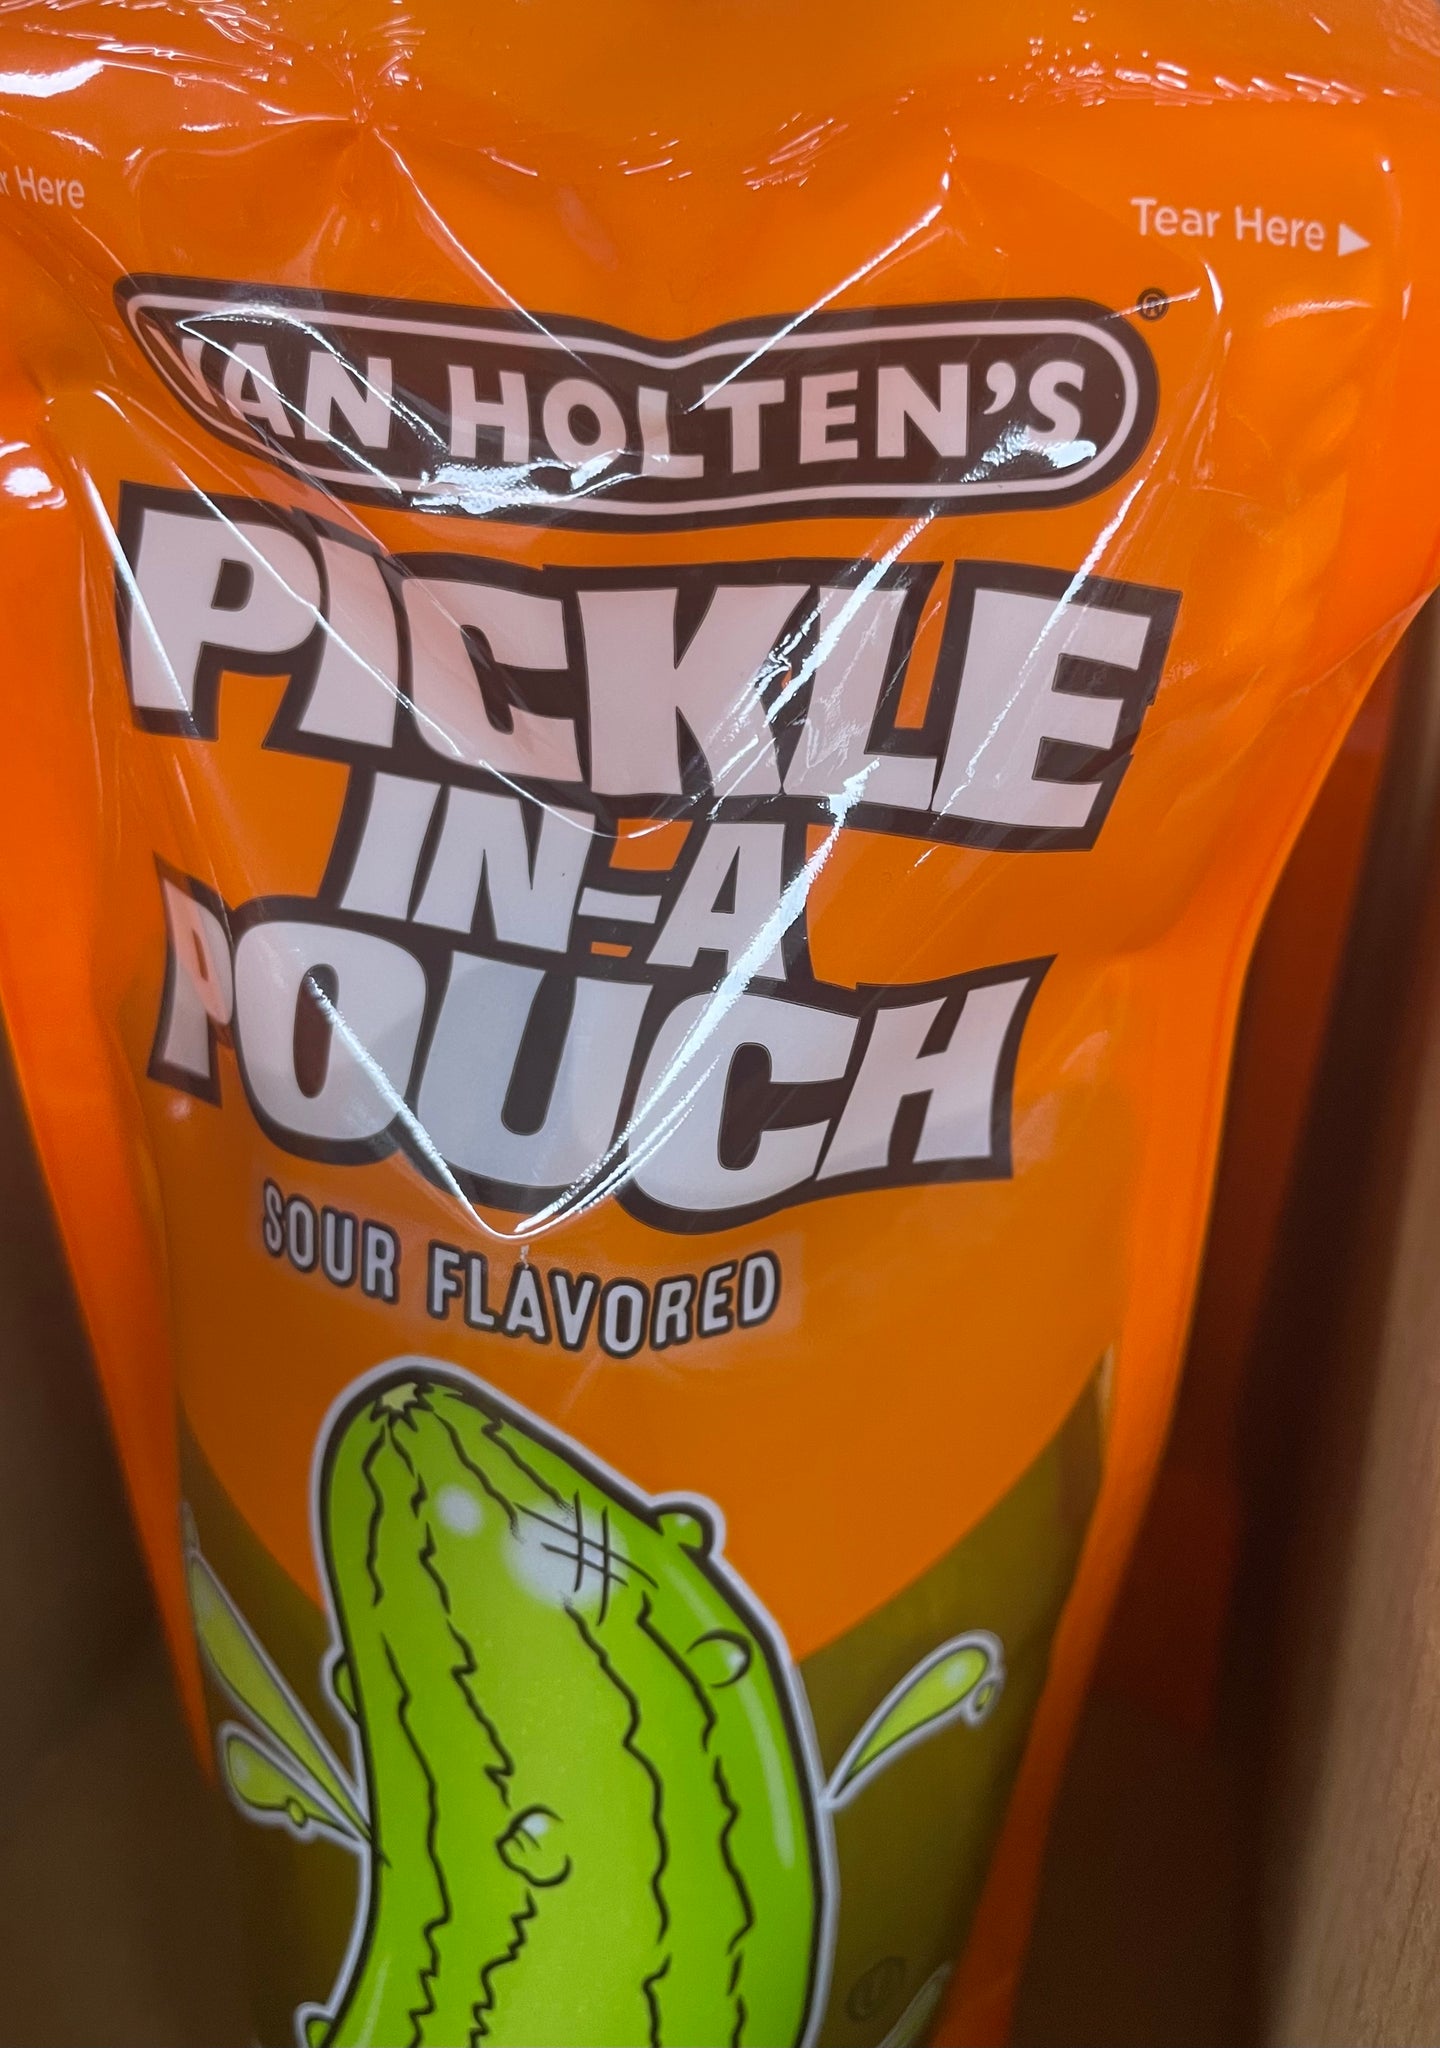 Here
Tear Here ▶
VAN HOLTEN'S®
PICKLE
IN-A
POUCH
SOUR FLAVORED